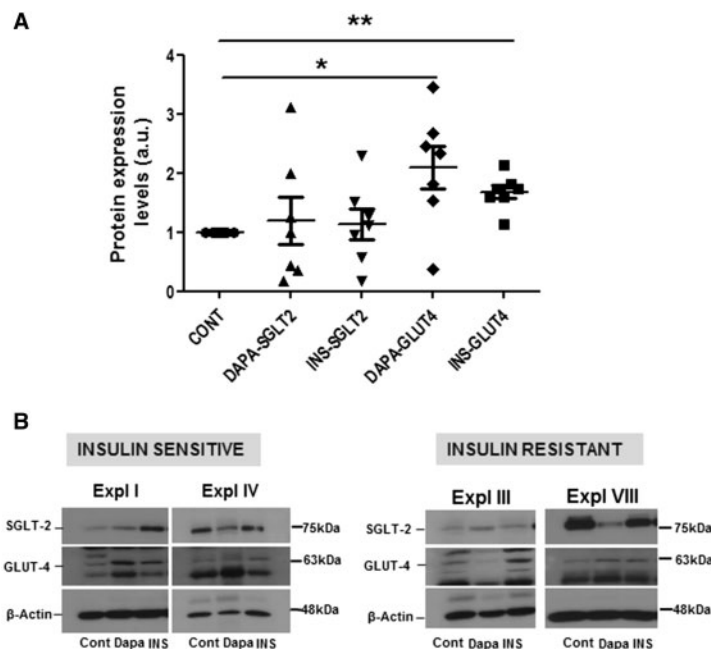 A
**
*
Protein expression
levels (a.u.)
4
3
2
1
0
CONT
DAPA-SGLT2
INS-SGLT2
DAPA-GLUT4
INS-GLUT4
B
INSULIN SENSITIVE
Expl I Expl IV
SGLT-2
75kDa
GLUT-4
63kDa
β-Actin
48kDa
Cont Dapa INS Cont Dapa INS
INSULIN RESISTANT
Expl III Expl VIII
SGLT-2
75kDa
GLUT-4
63kDa
β-Actin
48kDa
Cont Dapa INS Cont Dapa INS